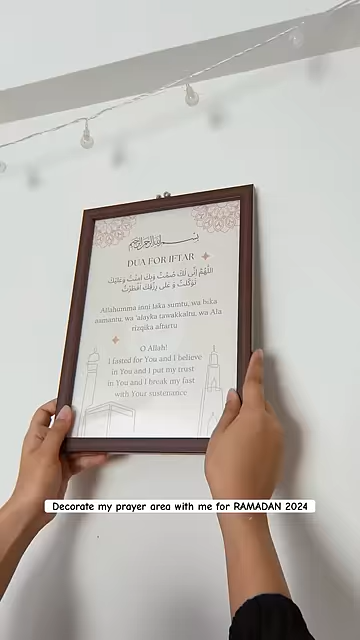 بسم الله الرحمن الرحيم
DUA FOR IFTAR
اللَّهُمَّ اِنِّى لَكَ صُمْتُ وَبِكَ امَنْتُ وَعَلَيْكَ
تَوَكَّلْتُ وَ عَلَى رِزْقِكَ اَفْطَرْتُ
Allahumma inni laka sumtu, wa bika
aamantu, wa 'alayka tawakkaltu, wa Ala
rizqika aftartu
O Allah!
I fasted for You and I believe
in You and I put my trust
in You and I break my fast
with Your sustenance
Decorate my prayer area with me for RAMADAN 2024